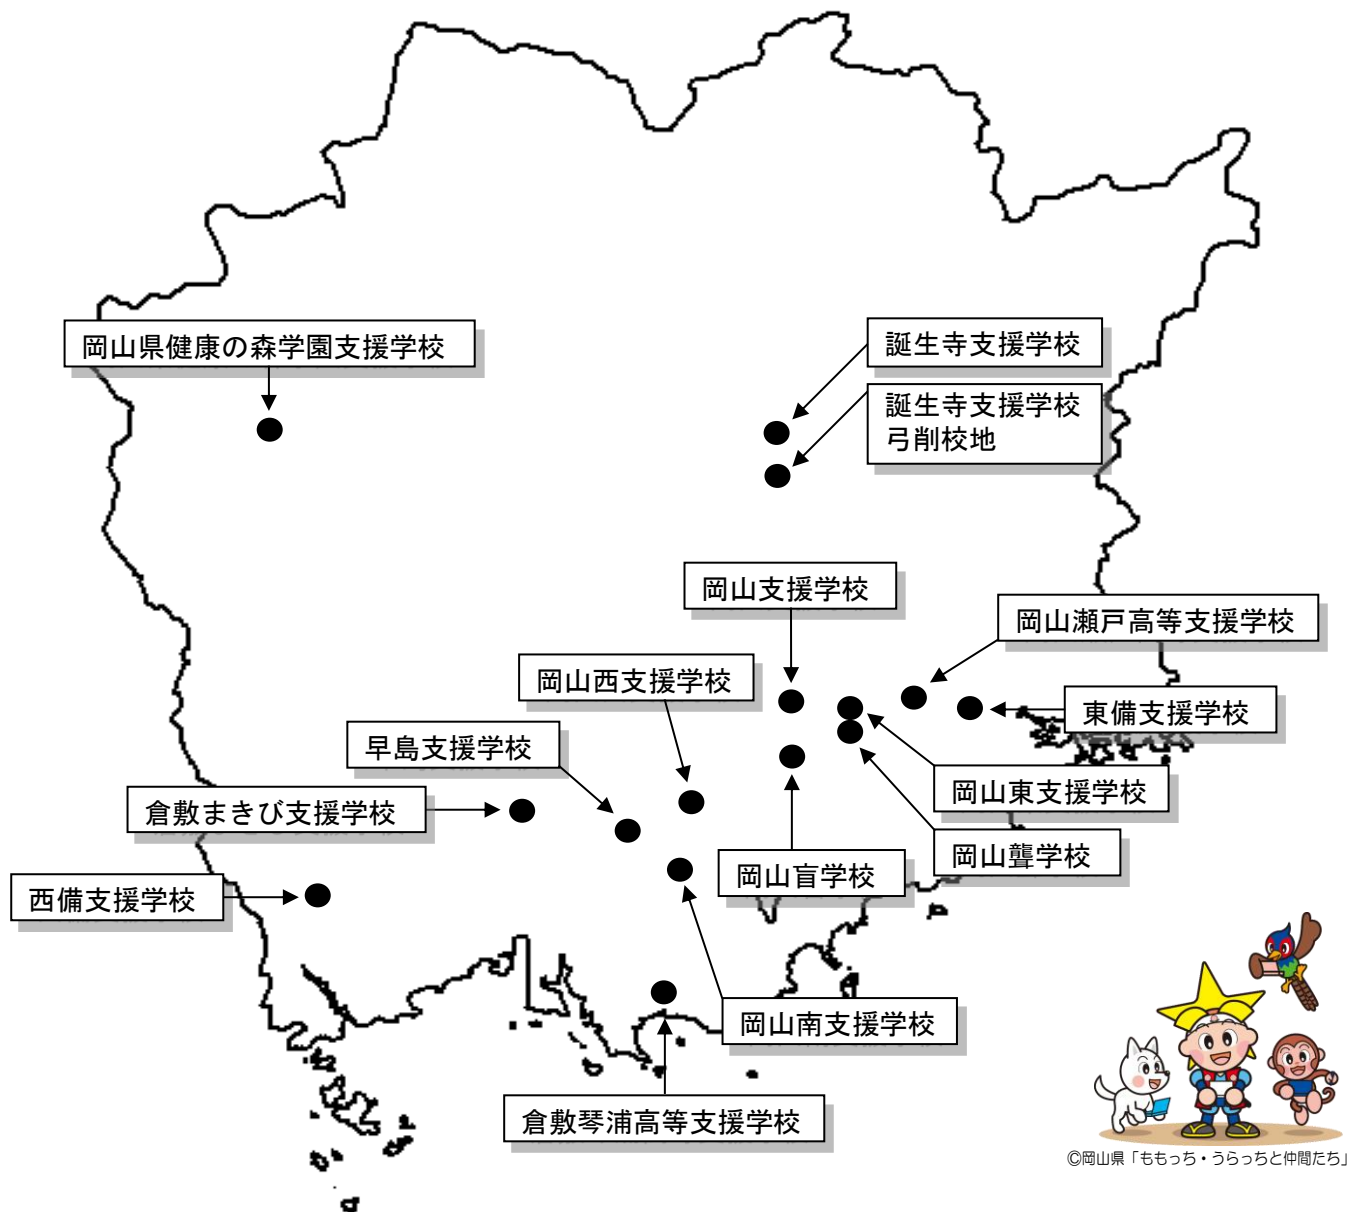 岡山県健康の森学園支援学校
誕生寺支援学校
誕生寺支援学校
弓削校地
岡山支援学校
岡山瀬戸高等支援学校
岡山西支援学校
東備支援学校
早島支援学校
岡山東支援学校
倉敷まきび支援学校
岡山聾学校
岡山盲学校
西備支援学校
岡山南支援学校
倉敷琴浦高等支援学校
©岡山県「ももっち・うらっちと仲間たち」